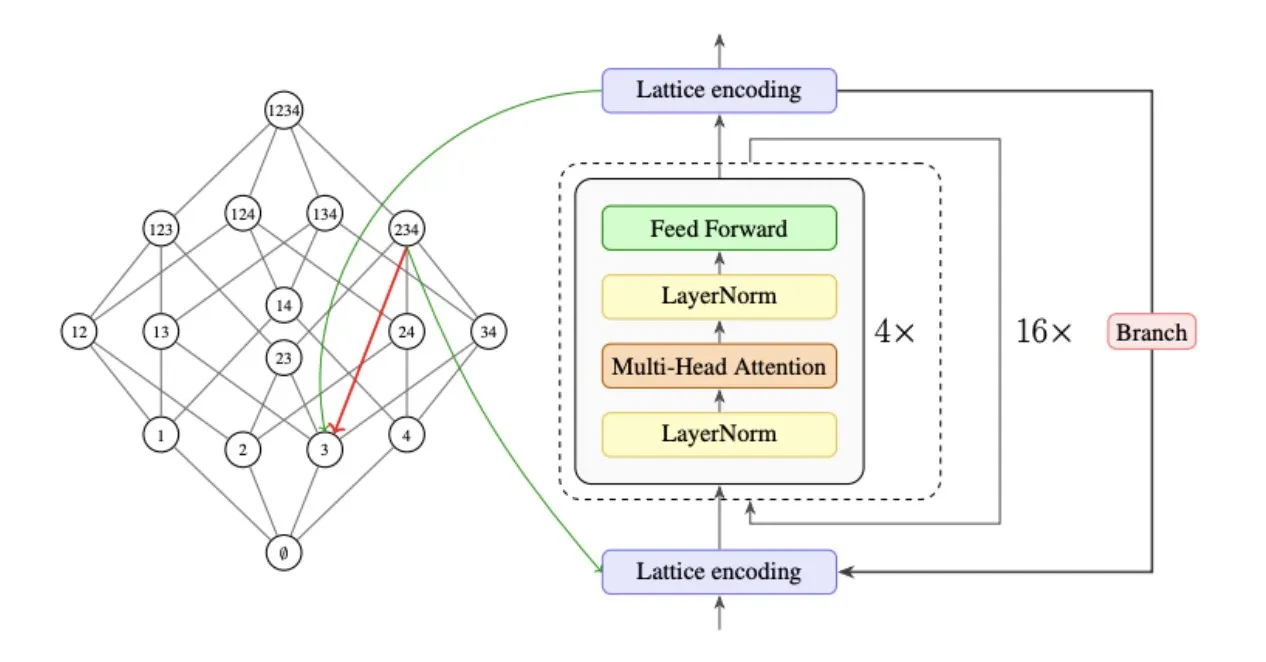 1234
123
124
134
234
14
12
13
23
24
34
1
2
3
4
∅
Lattice encoding
Feed Forward
LayerNorm
Multi-Head Attention
LayerNorm
4×
16×
Branch
Lattice encoding